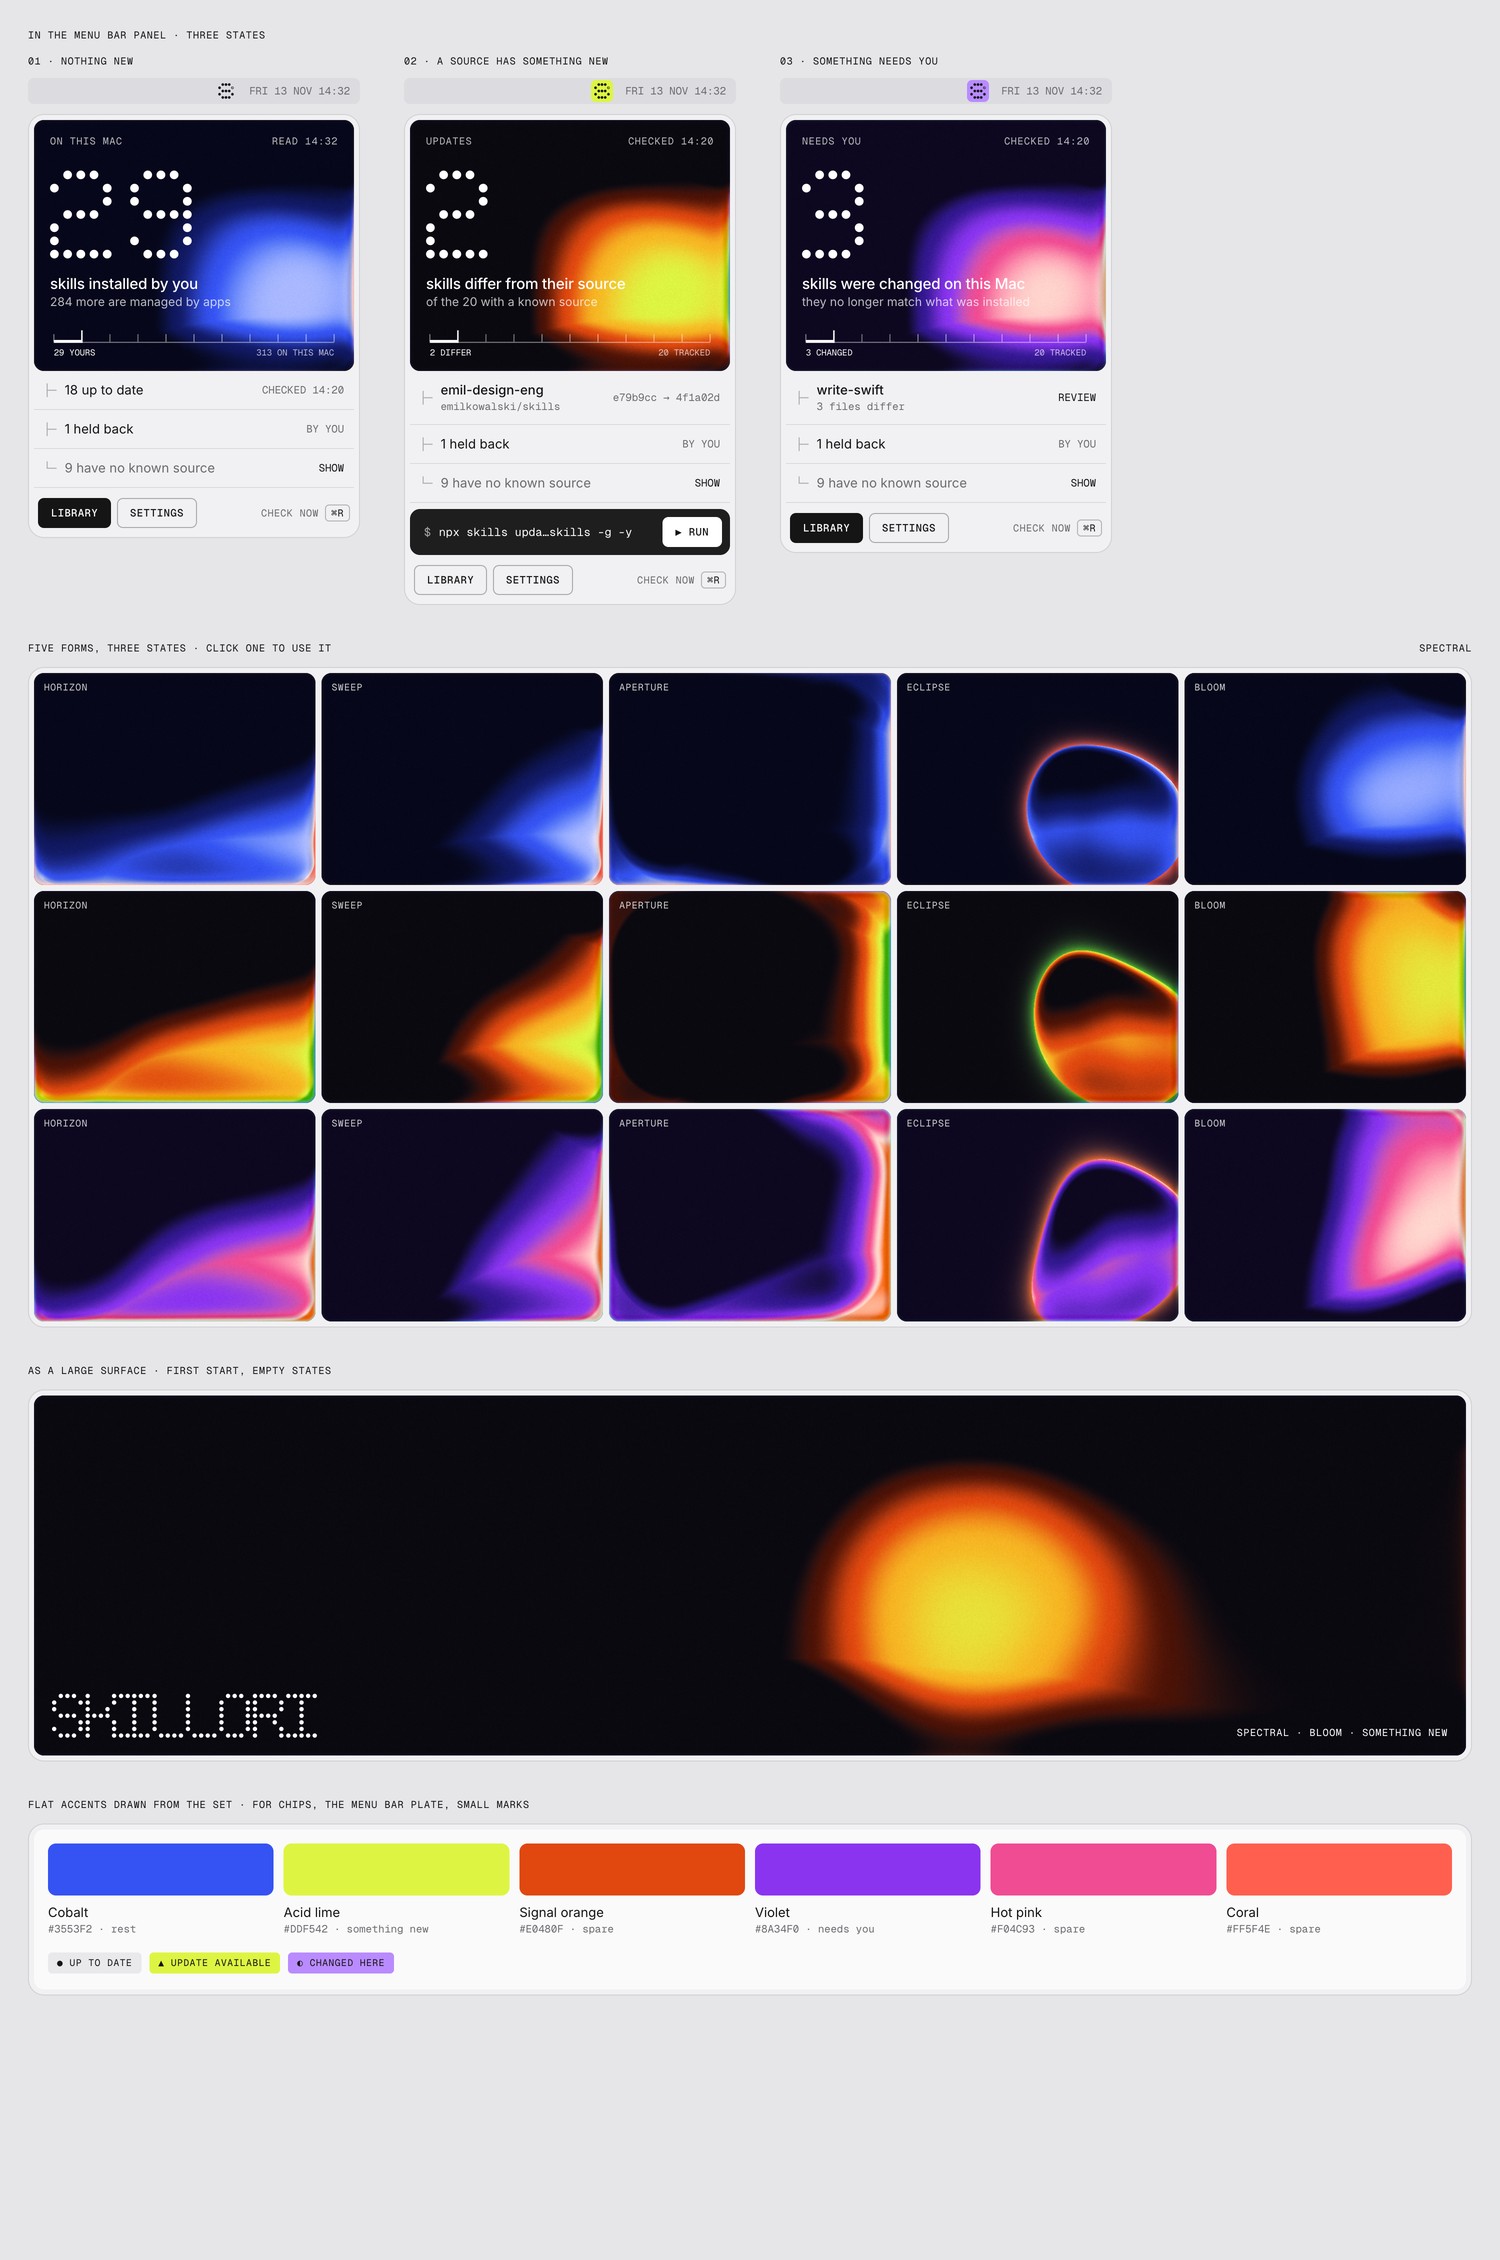 IN THE MENU BAR PANEL · THREE STATES
01 · NOTHING NEW
FRI 13 NOV 14:32
ON THIS MAC READ 14:32
29
skills installed by you
284 more are managed by apps
29 YOURS 313 ON THIS MAC
18 up to date CHECKED 14:20
1 held back BY YOU
9 have no known source SHOW
LIBRARY SETTINGS CHECK NOW ⌘R
02 · A SOURCE HAS SOMETHING NEW
FRI 13 NOV 14:32
UPDATES CHECKED 14:20
2
skills differ from their source
of the 20 with a known source
2 DIFFER 20 TRACKED
emil-design-eng
emilkowalski/skills e79b9cc → 4f1a02d
1 held back BY YOU
9 have no known source SHOW
$ npx skills upda…skills -g -y ▶ RUN
LIBRARY SETTINGS CHECK NOW ⌘R
03 · SOMETHING NEEDS YOU
FRI 13 NOV 14:32
NEEDS YOU CHECKED 14:20
3
skills were changed on this Mac
they no longer match what was installed
3 CHANGED 20 TRACKED
write-swift
3 files differ REVIEW
1 held back BY YOU
9 have no known source SHOW
LIBRARY SETTINGS CHECK NOW ⌘R
FIVE FORMS, THREE STATES · CLICK ONE TO USE IT SPECTRAL
HORIZON SWEEP APERTURE ECLIPSE BLOOM
HORIZON SWEEP APERTURE ECLIPSE BLOOM
HORIZON SWEEP APERTURE ECLIPSE BLOOM
AS A LARGE SURFACE · FIRST START, EMPTY STATES
SKILLORI
SPECTRAL · BLOOM · SOMETHING NEW
FLAT ACCENTS DRAWN FROM THE SET · FOR CHIPS, THE MENU BAR PLATE, SMALL MARKS
Cobalt
#3553F2 · rest
Acid lime
#DDF542 · something new
Signal orange
#E0480F · spare
Violet
#8A34F0 · needs you
Hot pink
#F04C93 · spare
Coral
#FF5F4E · spare
● UP TO DATE ▲ UPDATE AVAILABLE ◐ CHANGED HERE